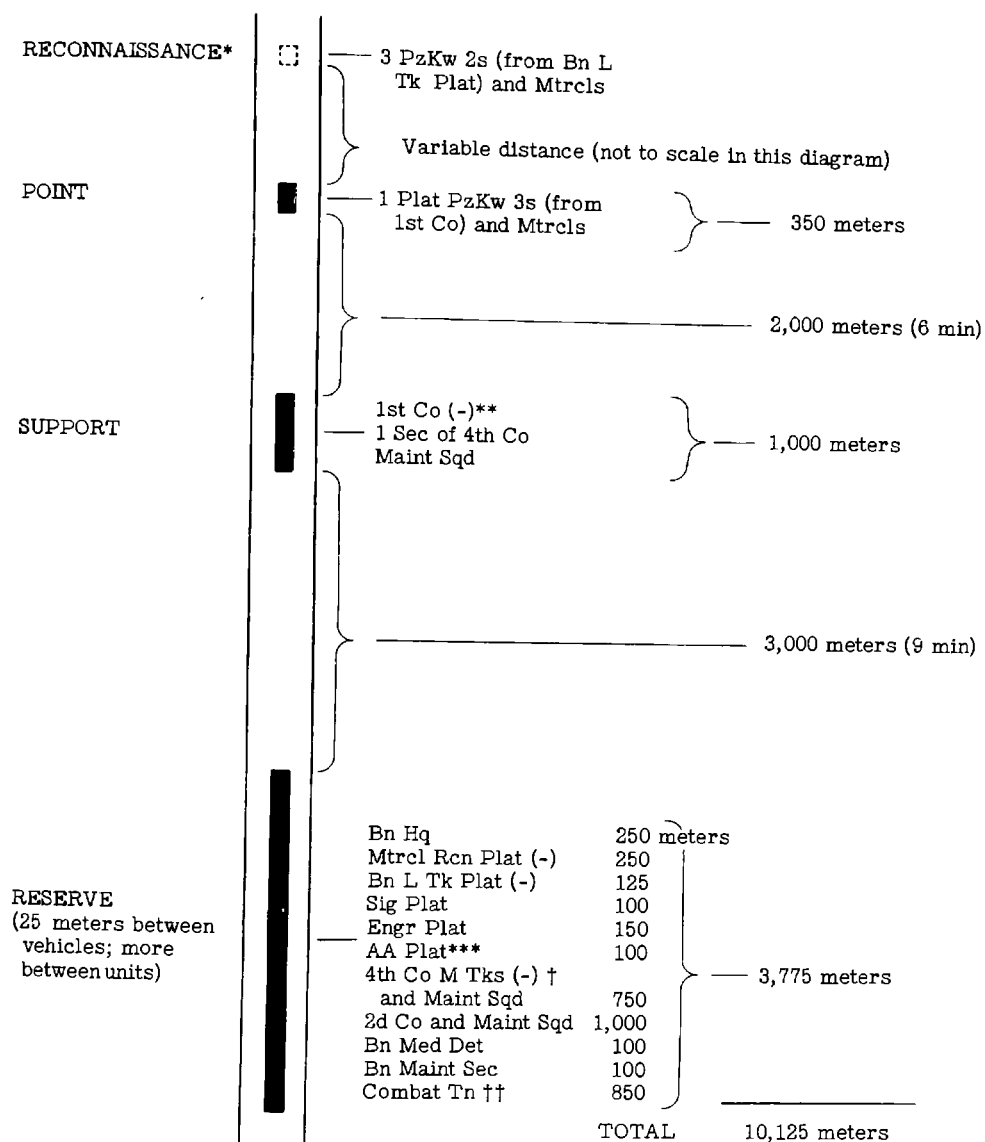 RECONNAISSANCE*
3 PzKw 2s (from Bn L
Tk Plat) and Mtrcls
Variable distance (not to scale in this diagram)
POINT
1 Plat PzKw 3s (from
1st Co) and Mtrcls
350 meters
2,000 meters (6 min)
SUPPORT
1st Co (-)**
1 Sec of 4th Co
Maint Sqd
1,000 meters
3,000 meters (9 min)
RESERVE
(25 meters between
vehicles; more
between units)
Bn Hq 250 meters
Mtrcl Rcn Plat (-) 250
Bn L Tk Plat (-) 125
Sig Plat 100
Engr Plat 150
AA Plat*** 100
4th Co M Tks (-) †
and Maint Sqd 750
2d Co and Maint Sqd 1,000
Bn Med Det 100
Bn Maint Sec 100
Combat Tn †† 850
3,775 meters
TOTAL 10,125 meters